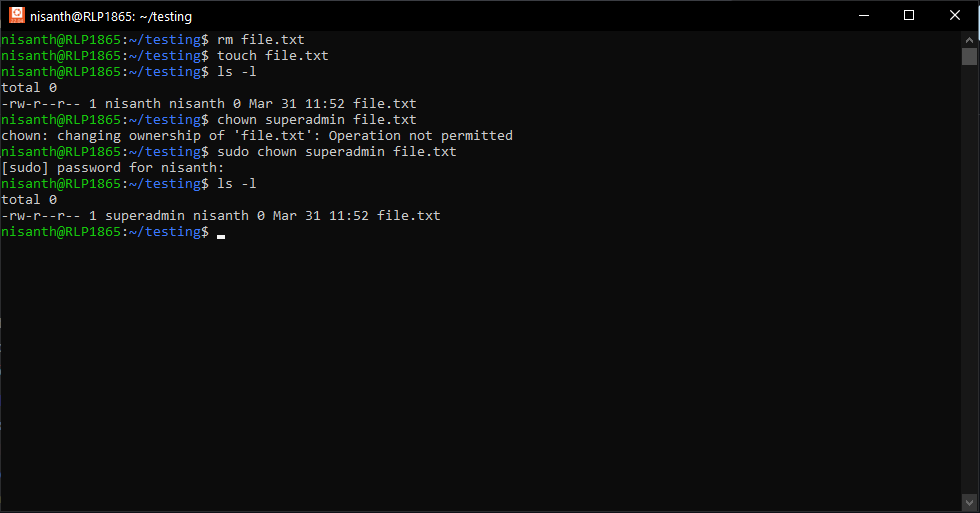 nisanth@RLP1865: ~/testing
nisanth@RLP1865:~/testing$ rm file.txt
nisanth@RLP1865:~/testing$ touch file.txt
nisanth@RLP1865:~/testing$ ls -l
total 0
-rw-r--r-- 1 nisanth nisanth 0 Mar 31 11:52 file.txt
nisanth@RLP1865:~/testing$ chown superadmin file.txt
chown: changing ownership of 'file.txt': Operation not permitted
nisanth@RLP1865:~/testing$ sudo chown superadmin file.txt
[sudo] password for nisanth:
nisanth@RLP1865:~/testing$ ls -l
total 0
-rw-r--r-- 1 superadmin nisanth 0 Mar 31 11:52 file.txt
nisanth@RLP1865:~/testing$